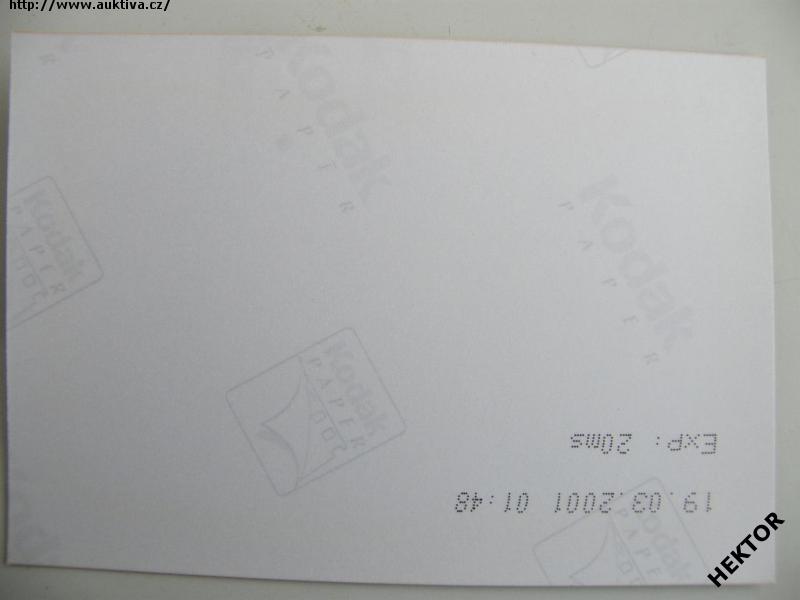 http://www.auktiva.cz/
Kodak
PAPER
Kodak
PAPER
Kodak
PAPER
Kodak
PAPER
Exp: 20ms
19.03.2001 01:48
HEKTOR